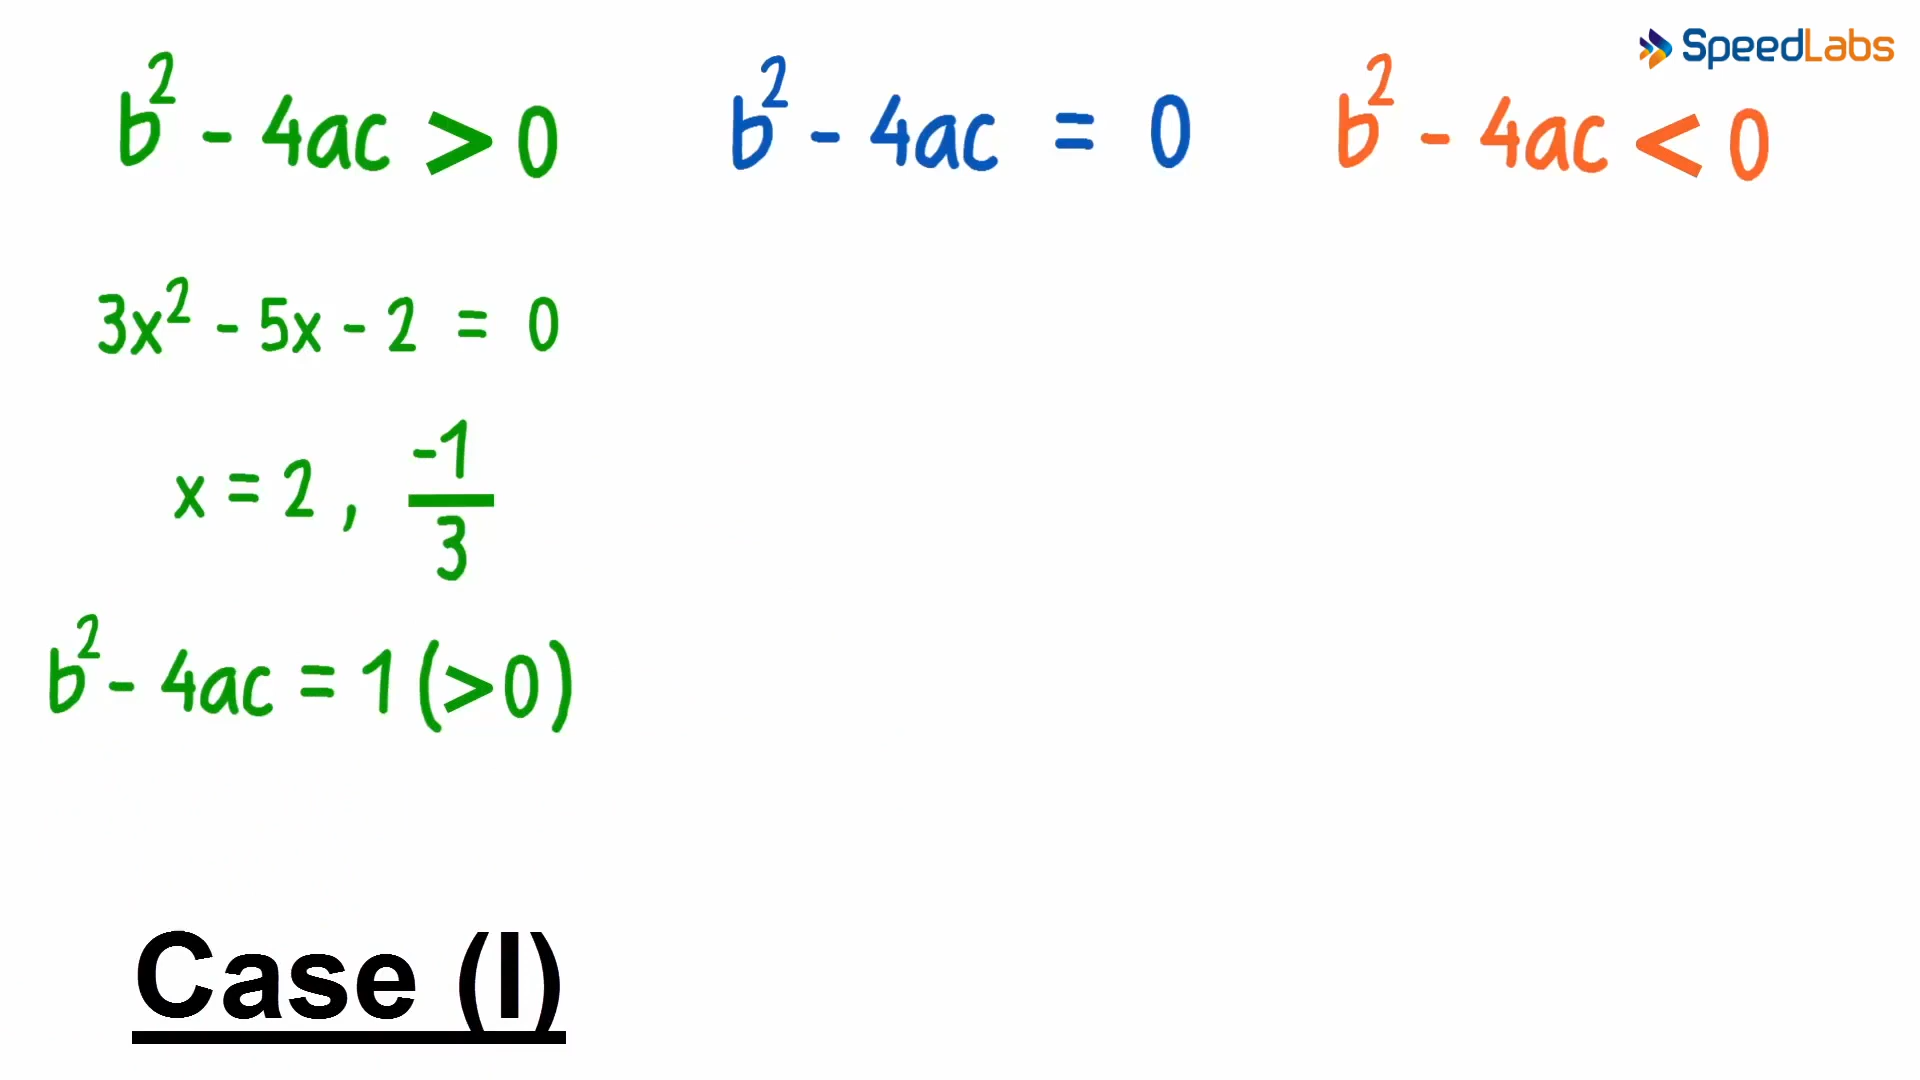 SpeedLabs
b² - 4ac > 0
b² - 4ac = 0
b² - 4ac < 0
3x² - 5x - 2 = 0
x = 2 , -1/3
b² - 4ac = 1 (>0)
Case (I)